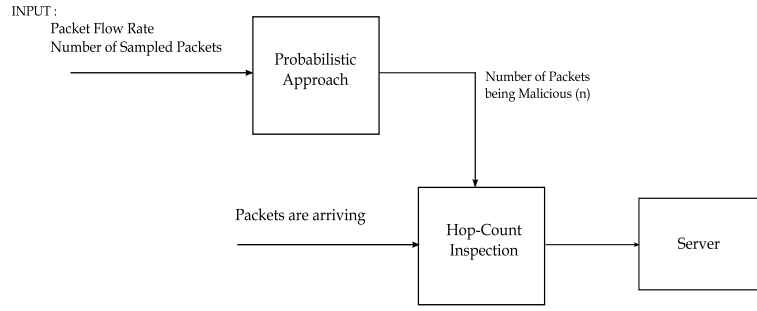 INPUT :
Packet Flow Rate
Number of Sampled Packets
Probabilistic
Approach
Number of Packets
being Malicious (n)
Packets are arriving
Hop-Count
Inspection
Server